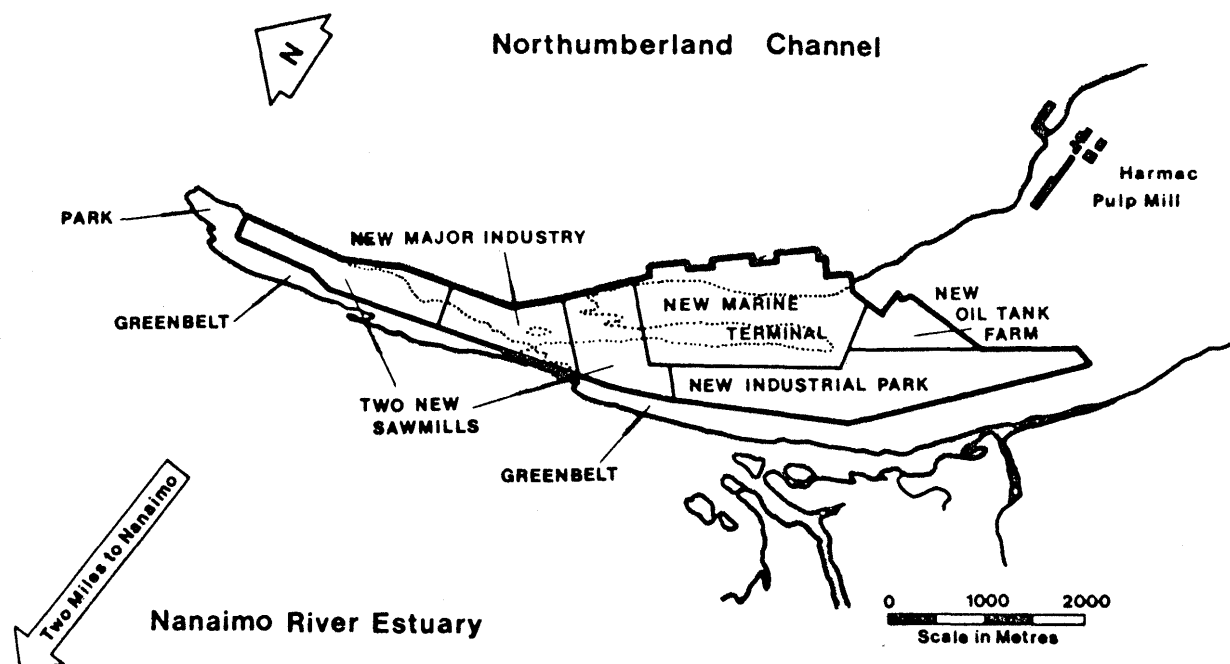 N
Northumberland Channel
Harmac
Pulp Mill
PARK
NEW MAJOR INDUSTRY
NEW MARINE
TERMINAL
NEW
OIL TANK
FARM
GREENBELT
NEW INDUSTRIAL PARK
TWO NEW
SAWMILLS
GREENBELT
Two Miles to Nanaimo
Nanaimo River Estuary
0 1000 2000
Scale in Metres